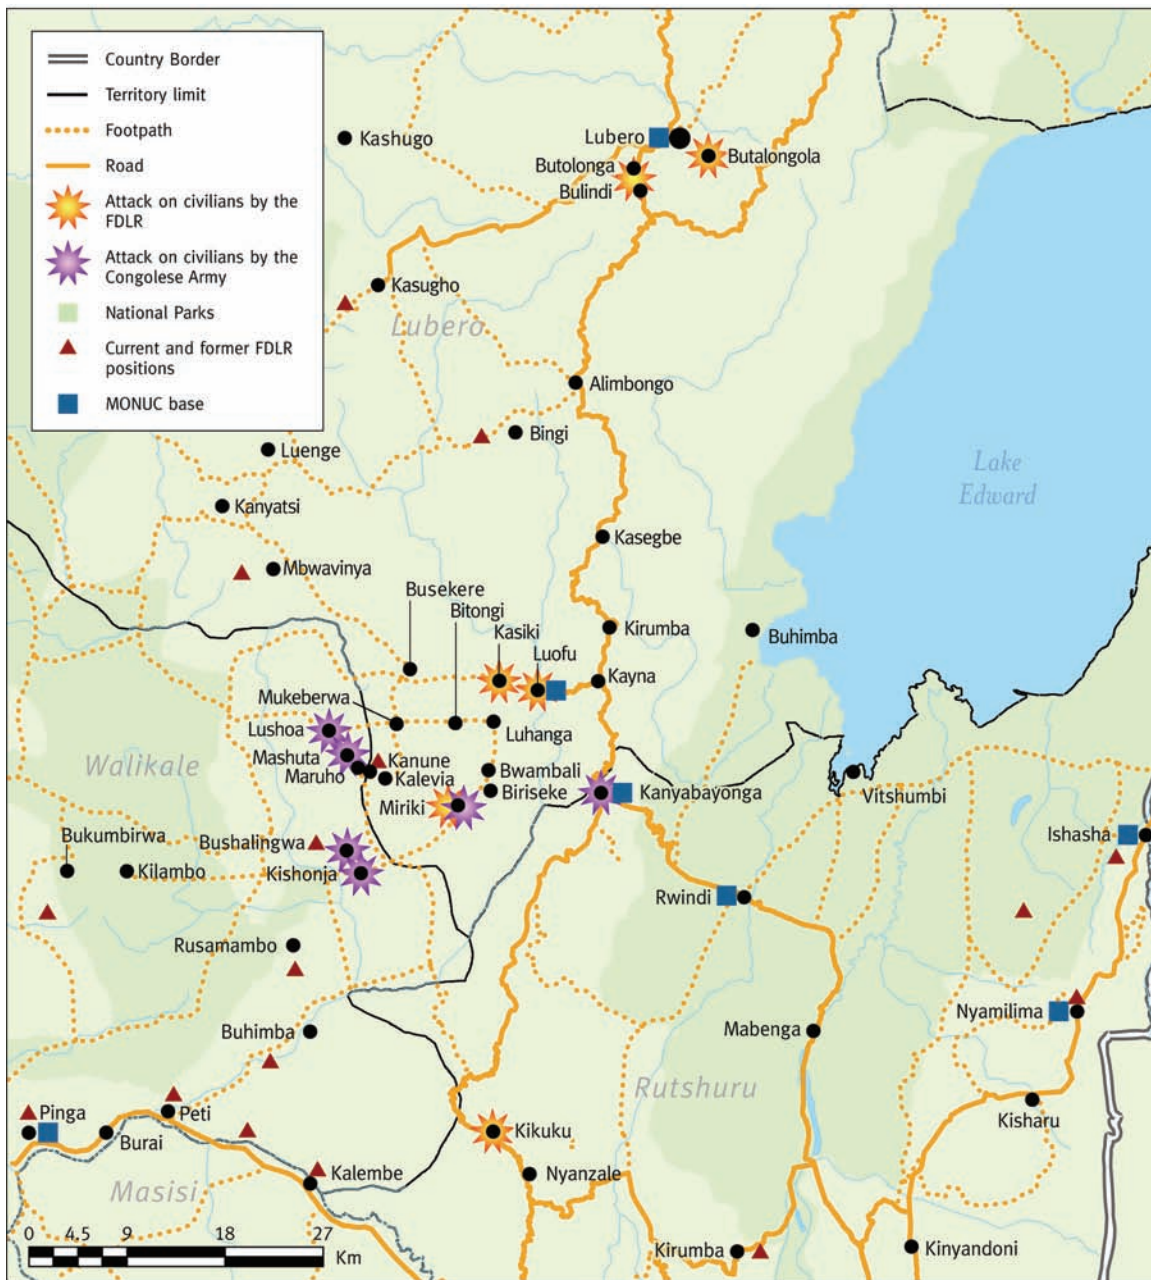 Country Border
Territory limit
Footpath
Road
Attack on civilians by the
FDLR
Attack on civilians by the
Congolese Army
National Parks
Current and former FDLR
positions
MONUC base
Kashugo
Lubero
Butalongola
Butolonga
Bulindi
Kasugho
Lubero
Alimbongo
Bingi
Luenge
Lake
Edward
Kanyatsi
Kasegbe
Mbwavinya
Busekere
Bitongi
Kasiki
Luofu
Kirumba
Buhimba
Kayna
Mukeberwa
Lushoa
Luhanga
Mashuta
Maruho
Kanune
Kalevia
Bwambali
Biriseke
Walikale
Miriki
Kanyabayonga
Vitshumbi
Bukumbirwa
Bushalingwa
Ishasha
Kilambo
Kishonja
Rwindi
Rusamambo
Nyamilima
Buhimba
Mabenga
Rutshuru
Kisharu
Pinga
Peti
Burai
Kikuku
Masisi
Kalembe
Nyanzale
0 4.5 9 18 27
Km
Kirumba
Kinyandoni